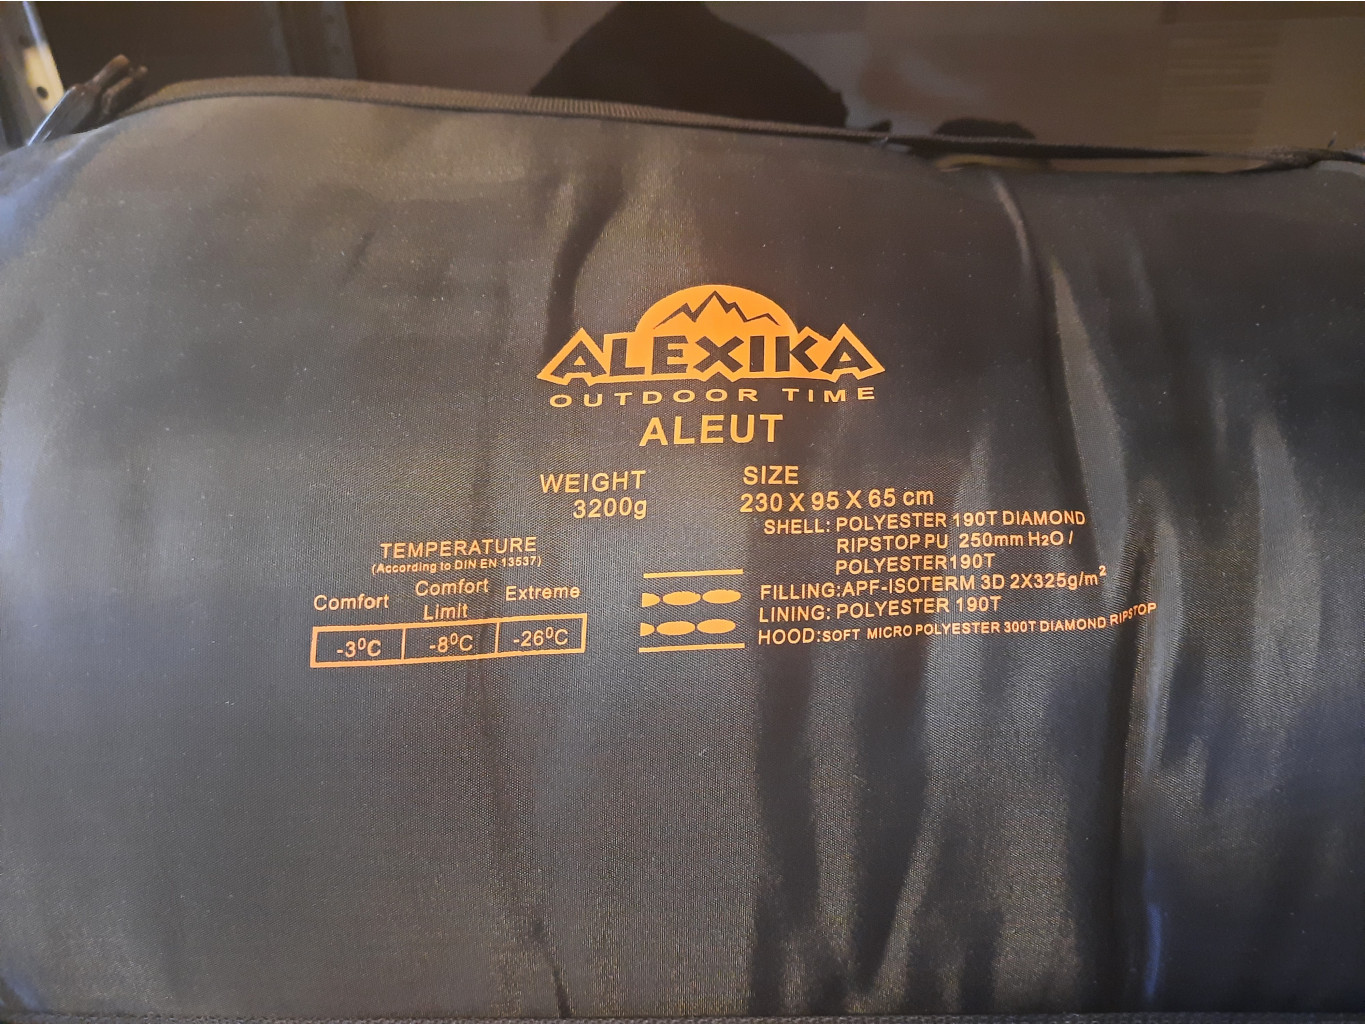 ALEXIKA
OUTDOOR TIME
ALEUT
WEIGHT
3200g
SIZE
230 X 95 X 65 cm
TEMPERATURE
(According to DIN EN 13537)
Comfort
Comfort
Limit
Extreme
-3⁰C
-8⁰C
-26⁰C
SHELL: POLYESTER 190T DIAMOND
RIPSTOP PU 250mm H₂O /
POLYESTER 190T
FILLING:APF-ISOTERM 3D 2X325g/m²
LINING: POLYESTER 190T
HOOD:SOFT MICRO POLYESTER 300T DIAMOND RIPSTOP